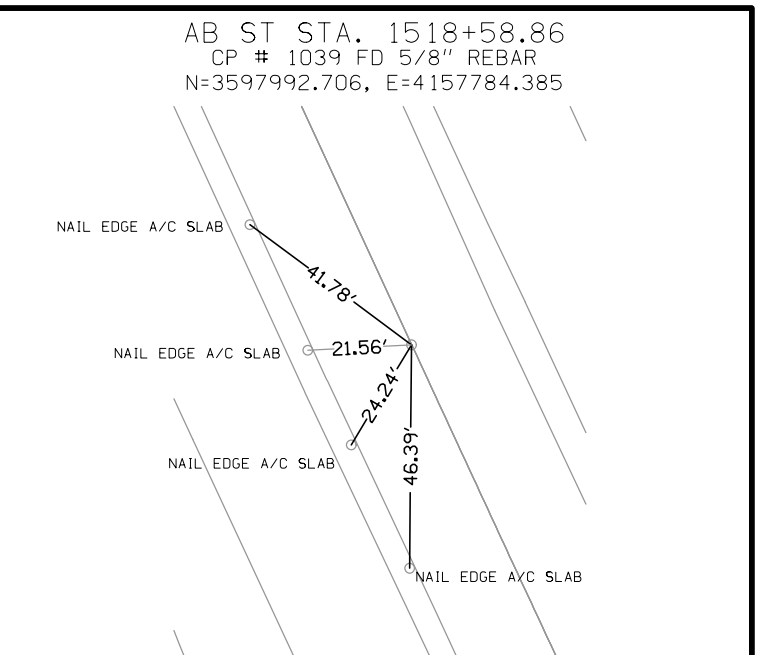 AB ST STA. 1518+58.86
CP # 1039 FD 5/8" REBAR
N=3597992.706, E=4157784.385
NAIL EDGE A/C SLAB
41.78'
NAIL EDGE A/C SLAB
21.56'
24.24'
NAIL EDGE A/C SLAB
46.39'
NAIL EDGE A/C SLAB